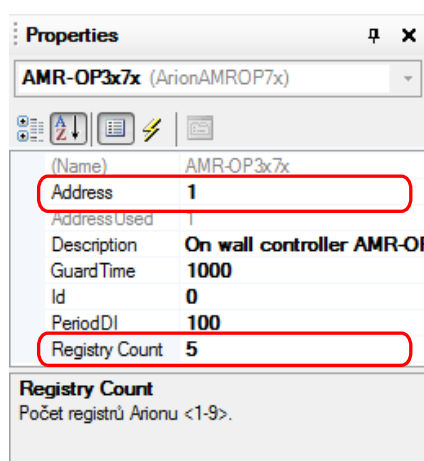 Properties
AMR-OP3x7x (ArionAMROP7x)
(Name) AMR-OP3x7x
Address 1
AddressUsed 1
Description On wall controller AMR-OP
GuardTime 1000
Id 0
PeriodDI 100
Registry Count 5
Registry Count
Počet registrů Arionu <1-9>.